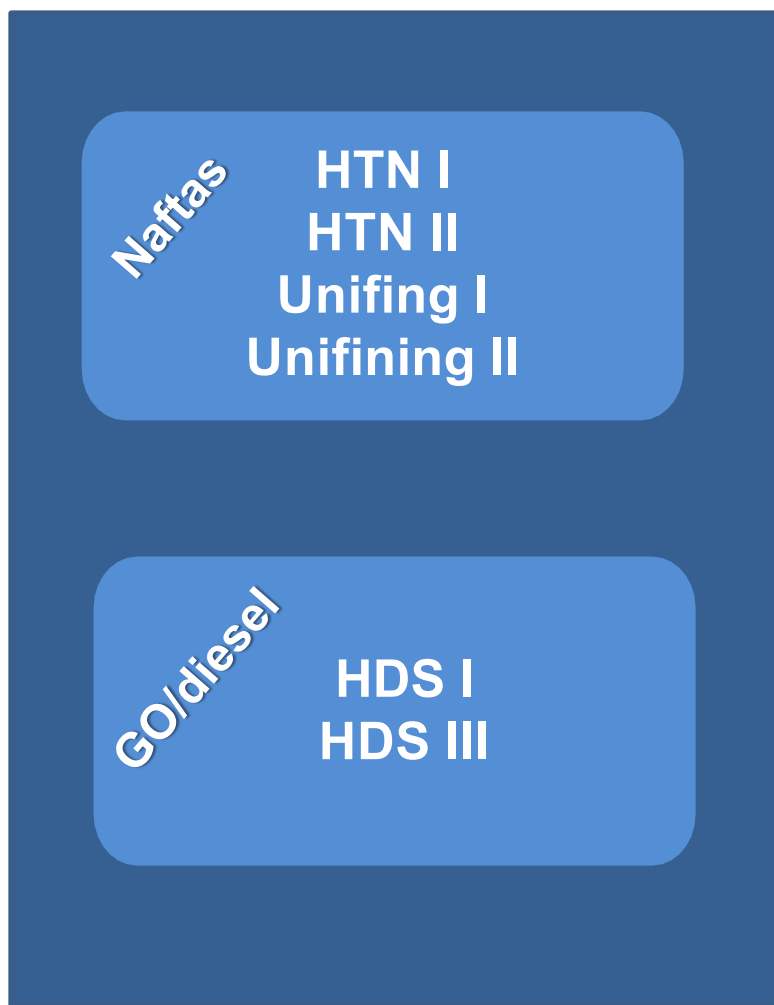 Naftas
HTN I
HTN II
Unifing I
Unifining II
GO/diesel
HDS I
HDS III